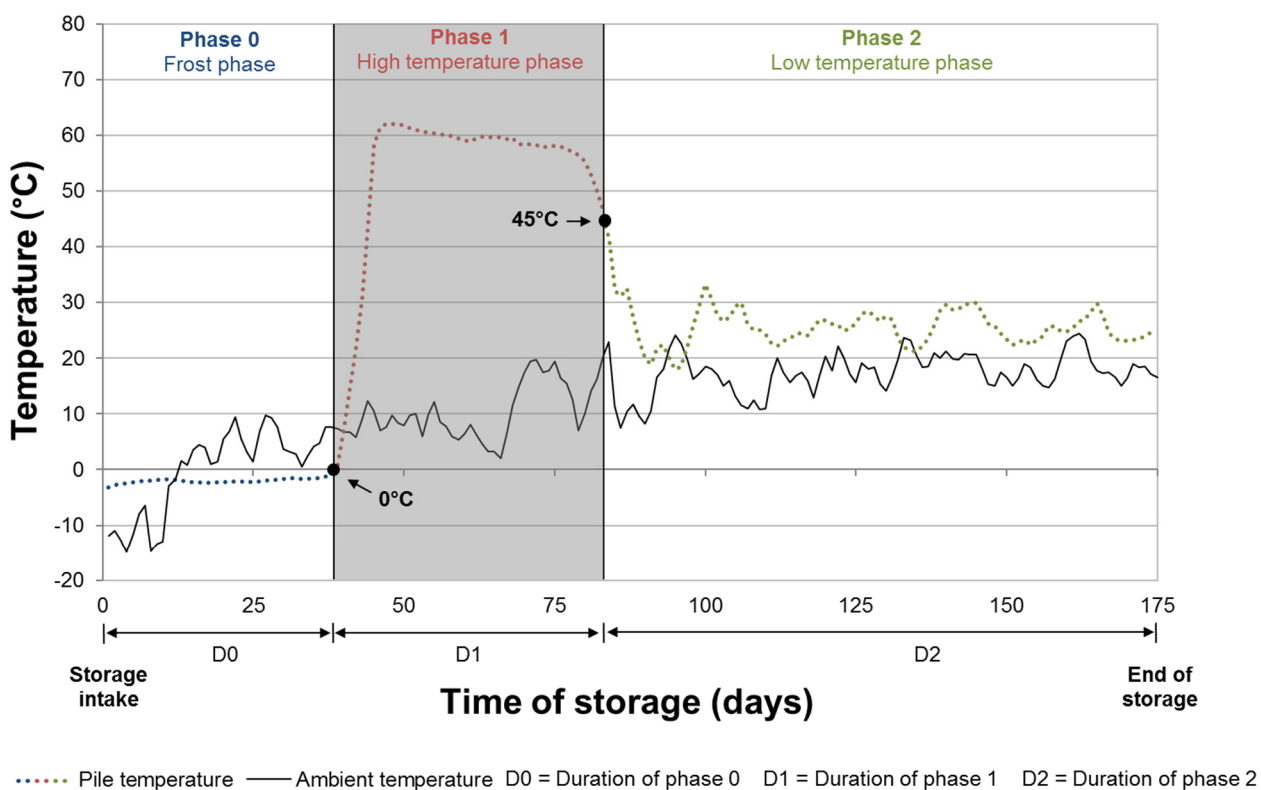 Phase 0
Frost phase
Phase 1
High temperature phase
Phase 2
Low temperature phase
80
70
60
50
40
30
20
10
0
-10
-20
Temperature (°C)
45°C
0°C
0 25 50 75 100 125 150 175
D0 D1 D2
Storage
intake
Time of storage (days)
End of
storage
Pile temperature Ambient temperature D0 = Duration of phase 0 D1 = Duration of phase 1 D2 = Duration of phase 2